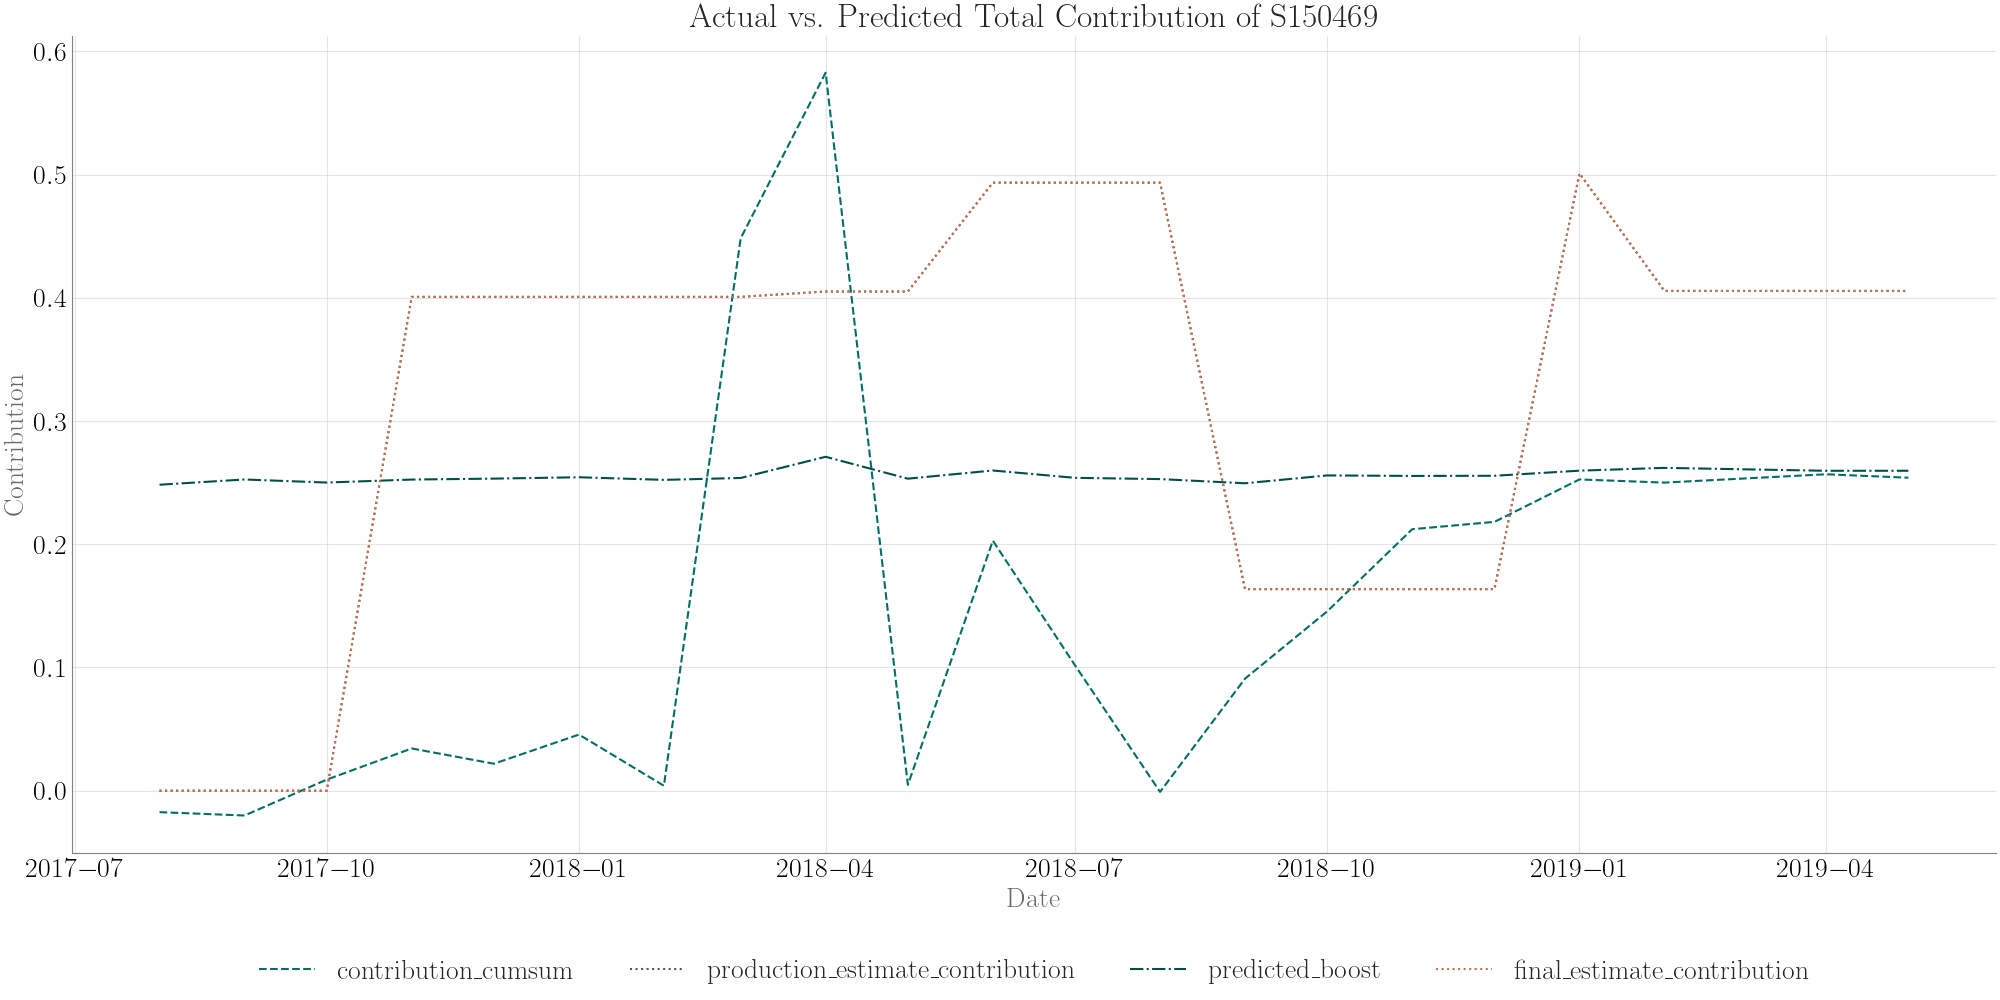 Actual vs. Predicted Total Contribution of S150469
0.6
0.5
0.4
0.3
0.2
0.1
0.0
Contribution
2017−07 2017−10 2018−01 2018−04 2018−07 2018−10 2019−01 2019−04
Date
contribution_cumsum production_estimate_contribution predicted_boost final_estimate_contribution